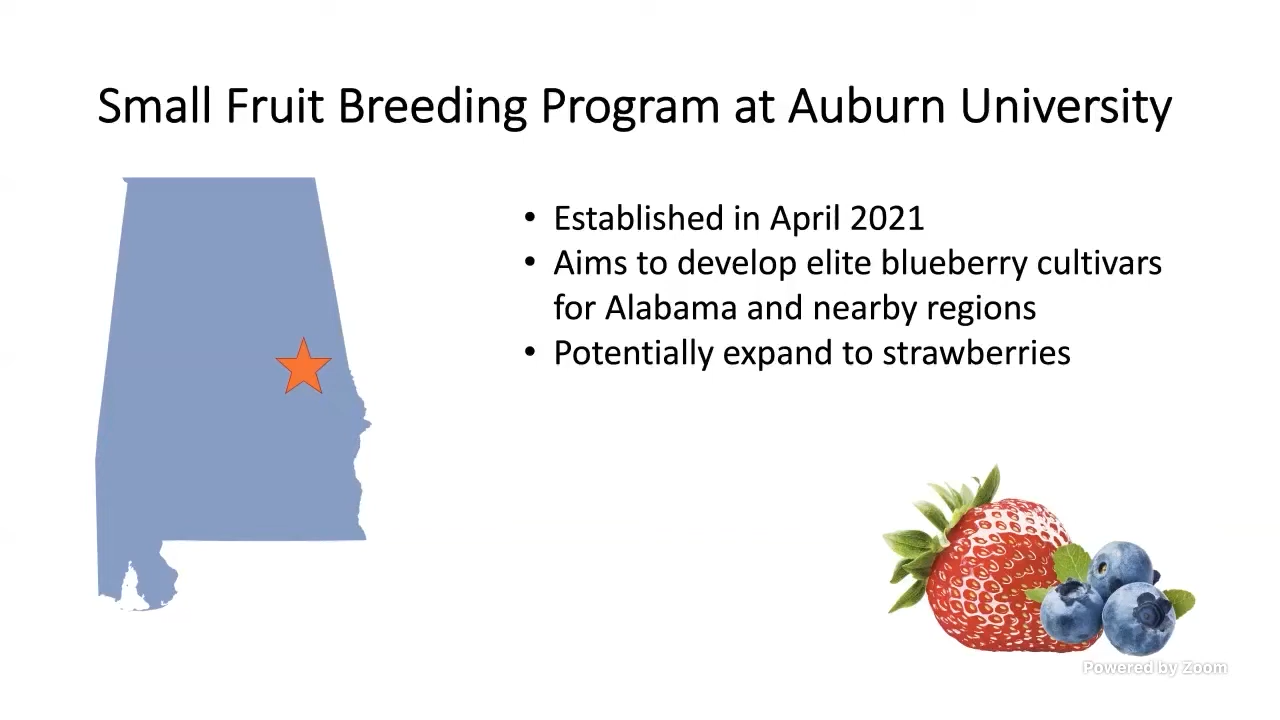 Small Fruit Breeding Program at Auburn University
• Established in April 2021
• Aims to develop elite blueberry cultivars
for Alabama and nearby regions
• Potentially expand to strawberries
Powered by Zoom